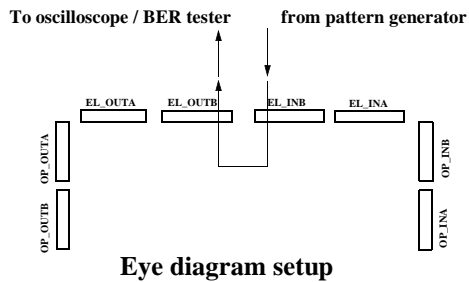 To oscilloscope / BER tester
from pattern generator
EL_OUTA
EL_OUTB
EL_INB
EL_INA
OP_OUTA
OP_INB
OP_OUTB
OP_INA
Eye diagram setup